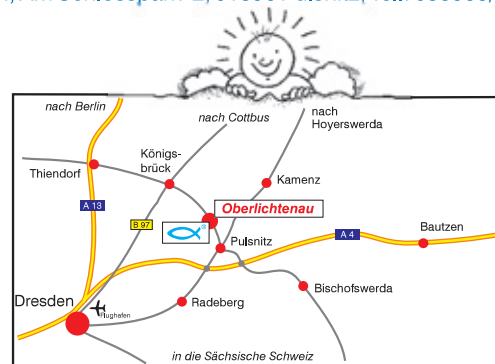 nach Berlin
nach Cottbus
nach
Hoyerswerda
Königs-
brück
Thiendorf
Kamenz
A 13
Oberlichtenau
B 97
®
Pulsnitz
A 4
Bautzen
Dresden
Flughafen
Radeberg
Bischofswerda
in die Sächsische Schweiz